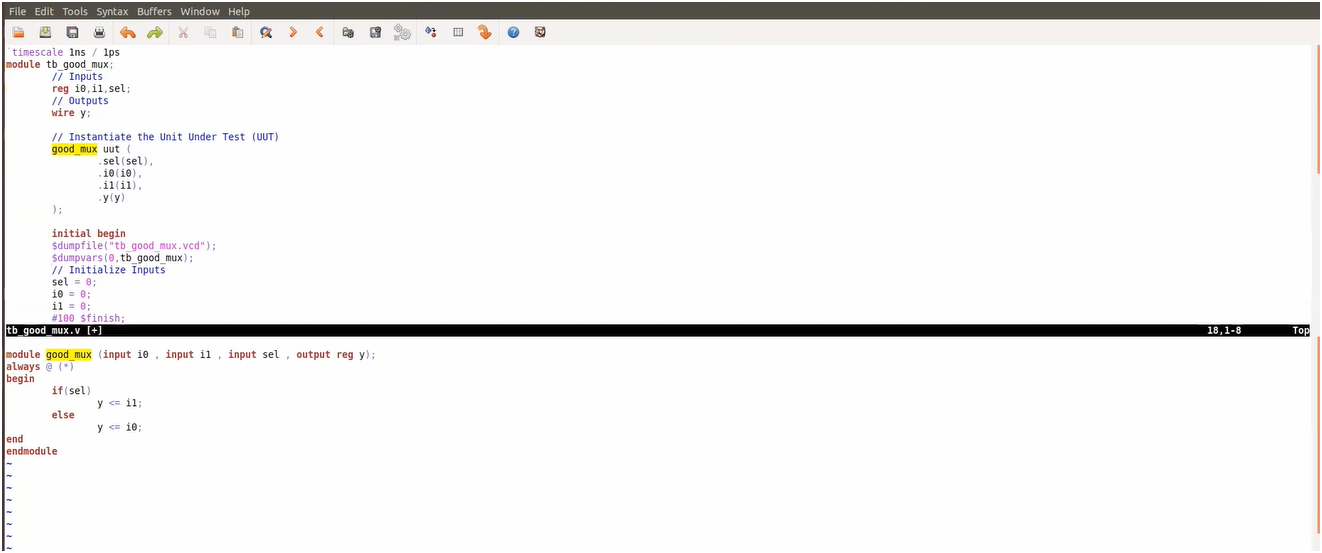 File Edit Tools Syntax Buffers Window Help
`timescale 1ns / 1ps
module tb_good_mux;
// Inputs
reg i0,i1,sel;
// Outputs
wire y;
// Instantiate the Unit Under Test (UUT)
good_mux uut (
.sel(sel),
.i0(i0),
.i1(i1),
.y(y)
);
initial begin
$dumpfile("tb_good_mux.vcd");
$dumpvars(0,tb_good_mux);
// Initialize Inputs
sel = 0;
i0 = 0;
i1 = 0;
#100 $finish;
tb_good_mux.v [+] 18,1-8 Top
module good_mux (input i0 , input i1 , input sel , output reg y);
always @ (*)
begin
if(sel)
y <= i1;
else
y <= i0;
end
endmodule
~
~
~
~
~
~
~
~